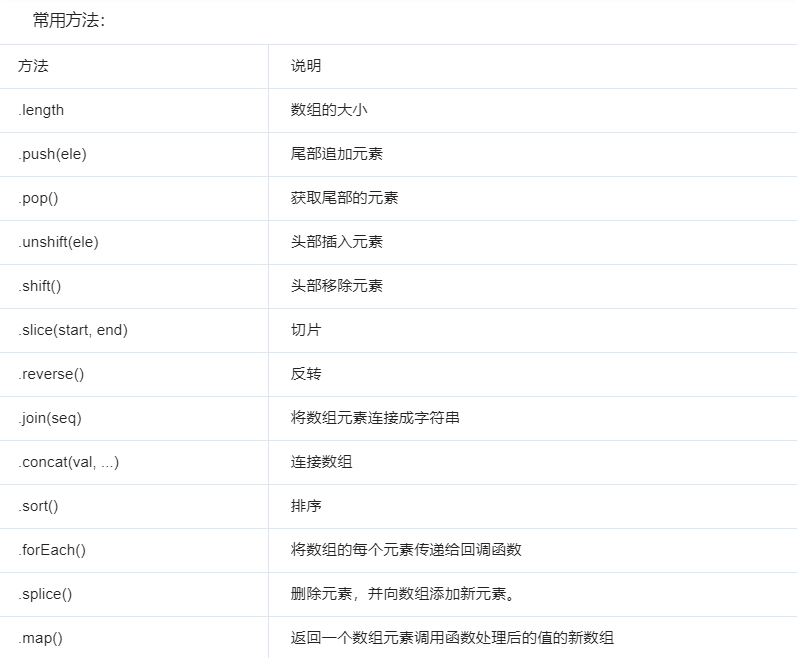 常用方法：
方法 说明
.length 数组的大小
.push(ele) 尾部追加元素
.pop() 获取尾部的元素
.unshift(ele) 头部插入元素
.shift() 头部移除元素
.slice(start, end) 切片
.reverse() 反转
.join(seq) 将数组元素连接成字符串
.concat(val, ...) 连接数组
.sort() 排序
.forEach() 将数组的每个元素传递给回调函数
.splice() 删除元素，并向数组添加新元素。
.map() 返回一个数组元素调用函数处理后的值的新数组